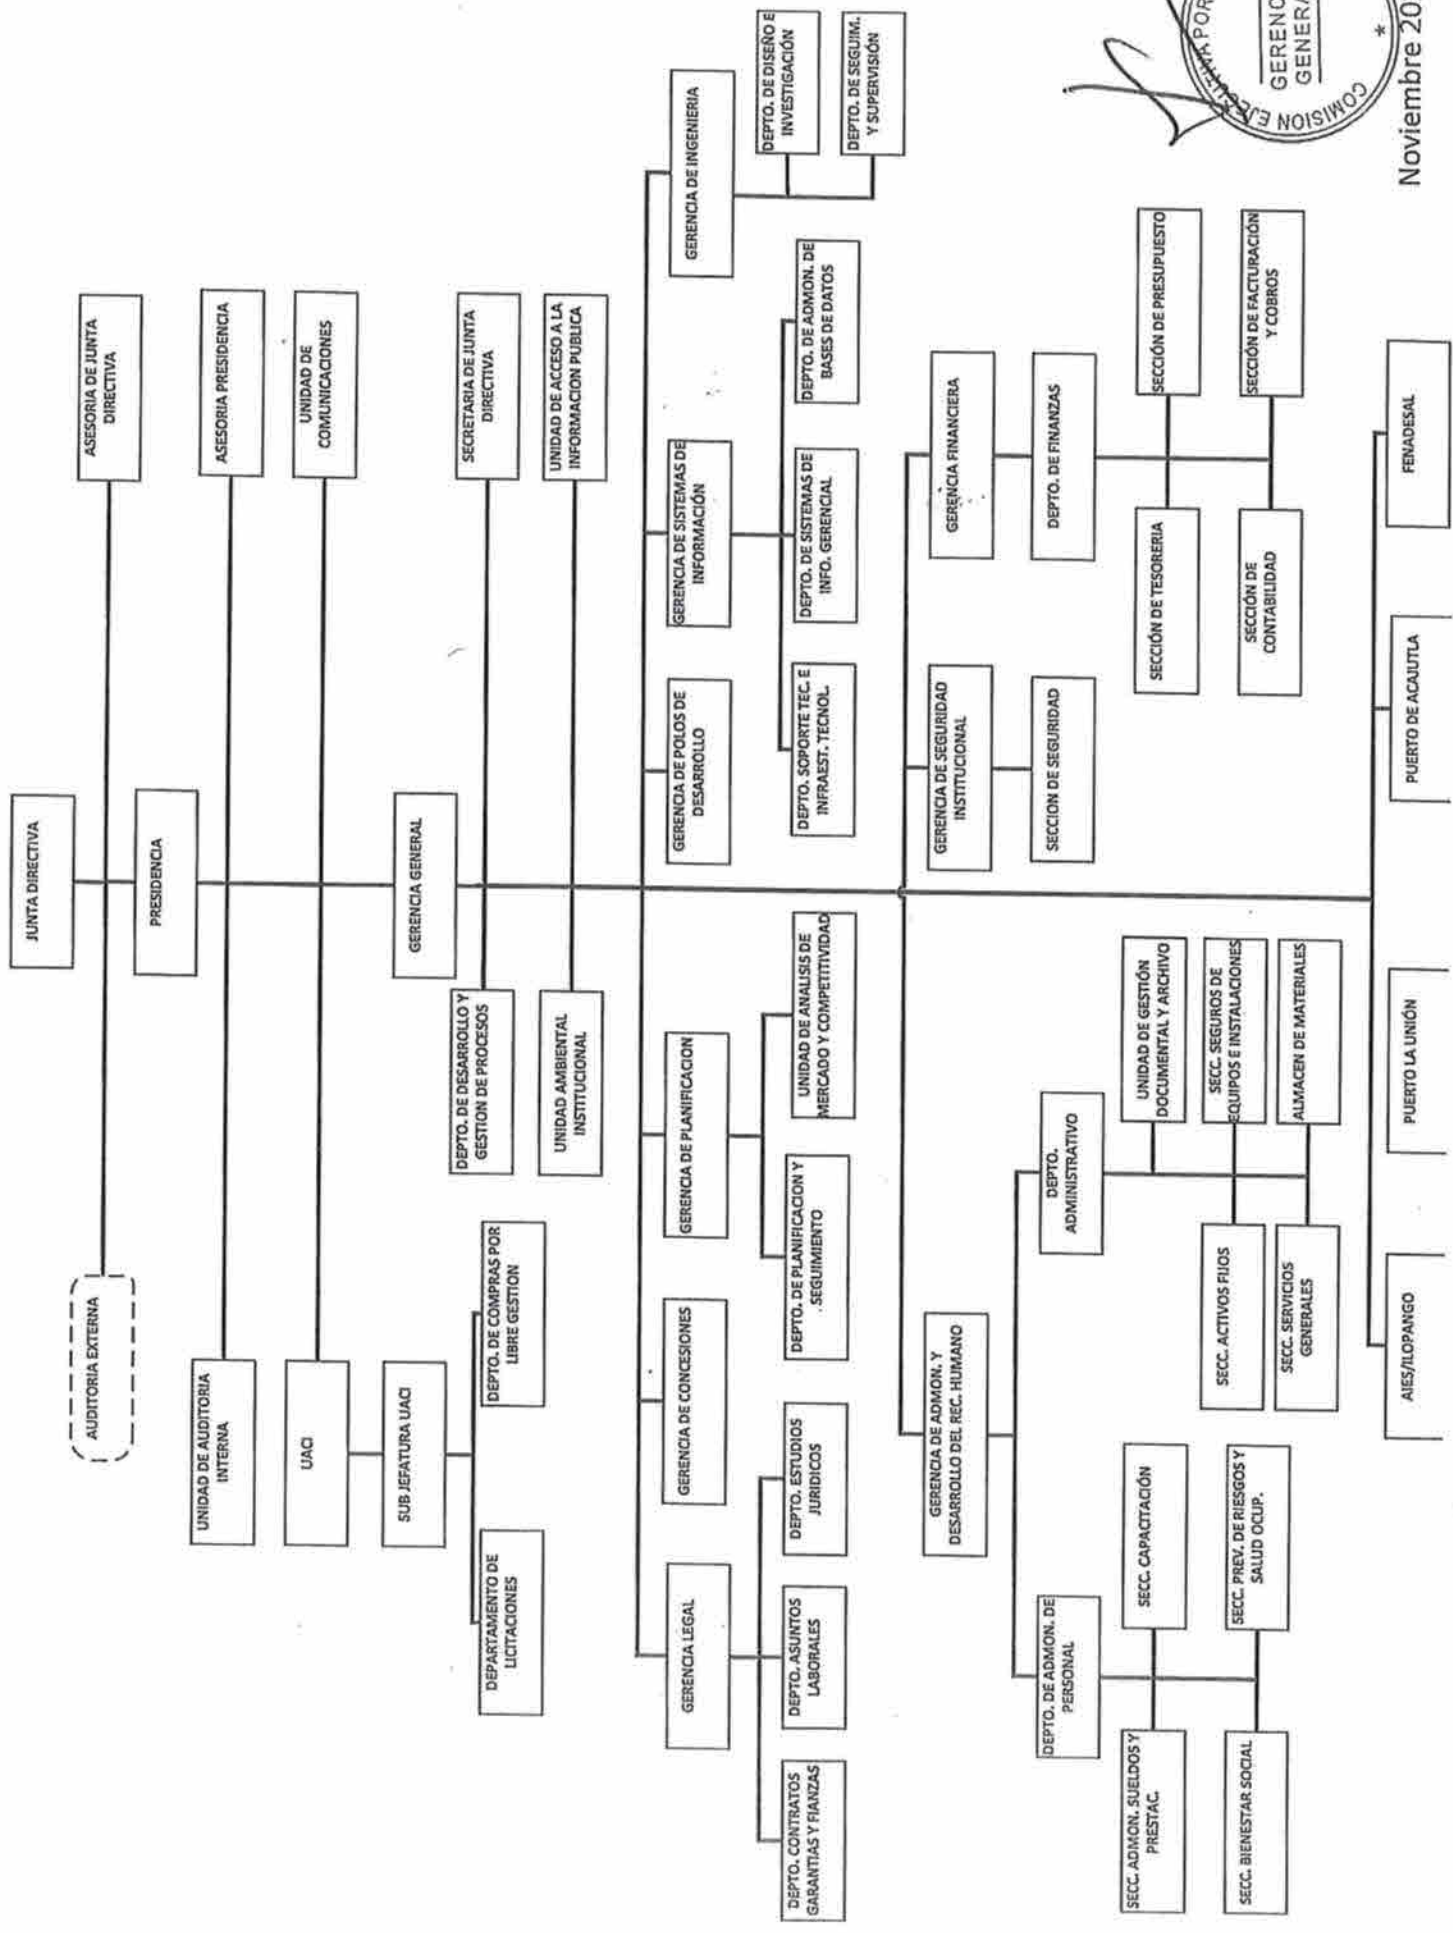 JUNTA DIRECTIVA
AUDITORIA EXTERNA
ASESORIA DE JUNTA
DIRECTIVA
PRESIDENCIA
UNIDAD DE AUDITORIA
INTERNA
ASESORIA PRESIDENCIA
UACI
UNIDAD DE
COMUNICACIONES
SUB JEFATURA UACI
GERENCIA GENERAL
DEPARTAMENTO DE
LICITACIONES
DEPTO. DE COMPRAS POR
LIBRE GESTION
DEPTO. DE DESARROLLO Y
GESTION DE PROCESOS
SECRETARIA DE JUNTA
DIRECTIVA
UNIDAD AMBIENTAL
INSTITUCIONAL
UNIDAD DE ACCESO A LA
INFORMACION PUBLICA
GERENCIA LEGAL
GERENCIA DE CONCESIONES
GERENCIA DE PLANIFICACION
GERENCIA DE POLOS DE
DESARROLLO
GERENCIA DE SISTEMAS DE
INFORMACIÓN
GERENCIA DE INGENIERIA
DEPTO. CONTRATOS
GARANTIAS Y FIANZAS
DEPTO. ASUNTOS
LABORALES
DEPTO. ESTUDIOS
JURIDICOS
DEPTO. DE PLANIFICACION Y
SEGUIMIENTO
UNIDAD DE ANALISIS DE
MERCADO Y COMPETITIVIDAD
DEPTO. SOPORTE TEC. E
INFRAEST. TECNOL.
DEPTO. DE SISTEMAS DE
INFO. GERENCIAL
DEPTO. DE ADMON. DE
BASES DE DATOS
DEPTO. DE DISEÑO E
INVESTIGACIÓN
DEPTO. DE SEGUIM.
Y SUPERVISIÓN
GERENCIA DE ADMON. Y
DESARROLLO DEL REC. HUMANO
GERENCIA DE SEGURIDAD
INSTITUCIONAL
GERENCIA FINANCIERA
DEPTO. DE ADMON. DE
PERSONAL
DEPTO.
ADMINISTRATIVO
SECCION DE SEGURIDAD
DEPTO. DE FINANZAS
SECC. ADMON. SUELDOS Y
PRESTAC.
SECC. CAPACITACIÓN
UNIDAD DE GESTIÓN
DOCUMENTAL Y ARCHIVO
SECCIÓN DE TESORERIA
SECCIÓN DE PRESUPUESTO
SECC. ACTIVOS FIJOS
SECC. SEGUROS DE
EQUIPOS E INSTALACIONES
SECC. BIENESTAR SOCIAL
SECC. PREV. DE RIESGOS Y
SALUD OCUP.
SECC. SERVICIOS
GENERALES
ALMACEN DE MATERIALES
SECCIÓN DE
CONTABILIDAD
SECCIÓN DE FACTURACIÓN
Y COBROS
AIES/ILOPANGO
PUERTO LA UNIÓN
PUERTO DE ACAJUTLA
FENADESAL
COMISION EJECUTIVA POR
GERENC
GENERA
*
Noviembre 20